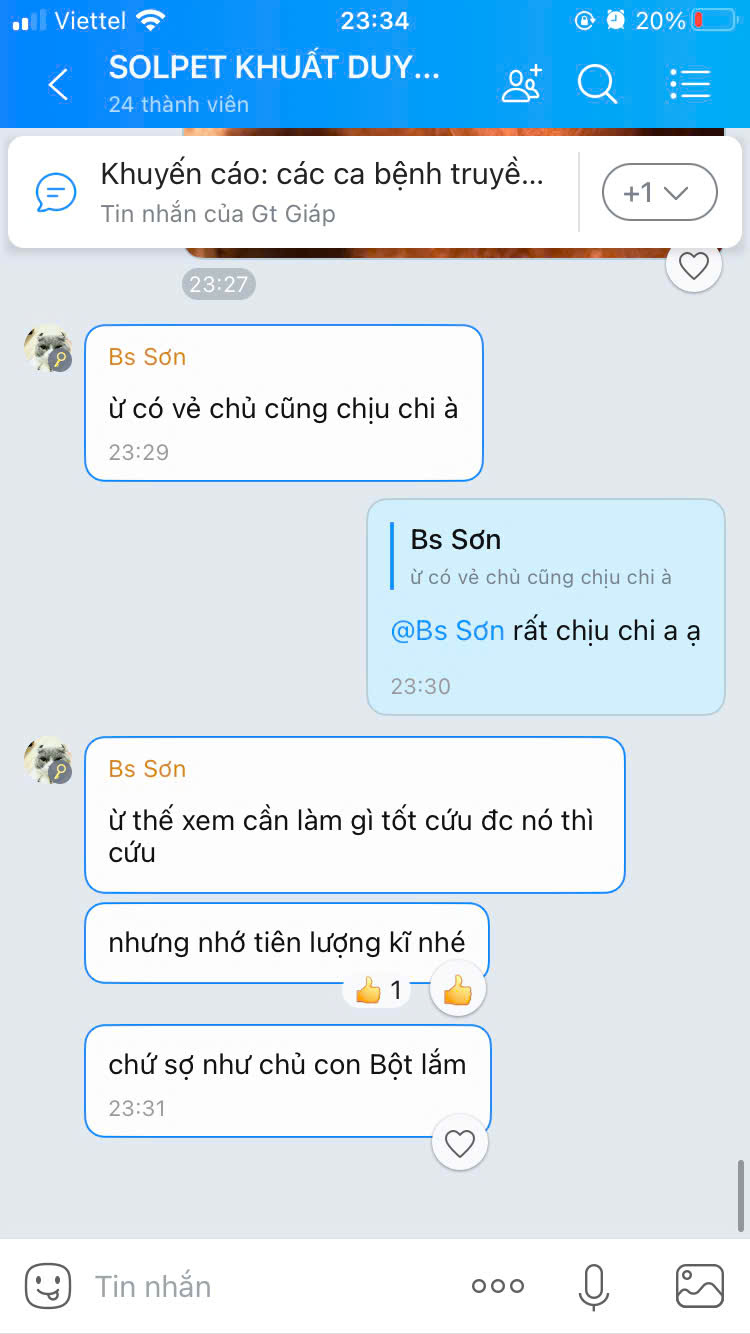 Viettel 23:34 20%
SOLPET KHUẤT DUY...
24 thành viên
Khuyến cáo: các ca bệnh truyề...
Tin nhắn của Gt Giáp
+1
23:27
Bs Sơn
ừ có vẻ chủ cũng chịu chi à
23:29
Bs Sơn
ừ có vẻ chủ cũng chịu chi à
@Bs Sơn rất chịu chi a ạ
23:30
Bs Sơn
ừ thế xem cần làm gì tốt cứu đc nó thì
cứu
nhưng nhớ tiên lượng kĩ nhé
1
chứ sợ như chủ con Bột lắm
23:31
Tin nhắn